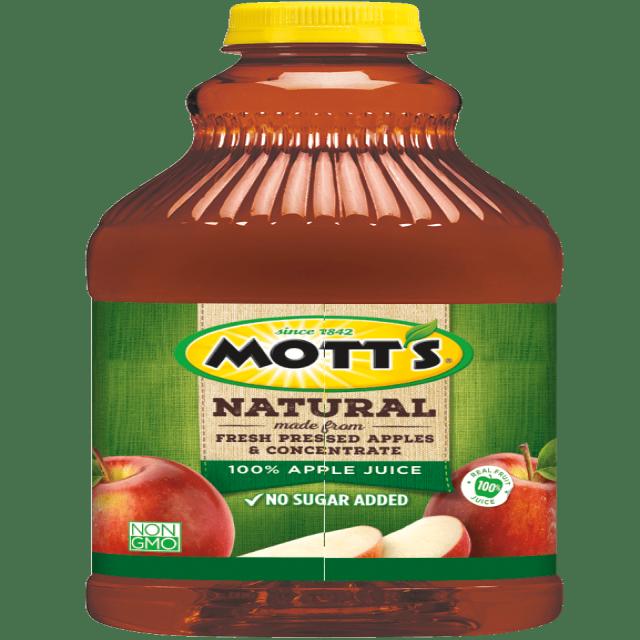 since 1842
MOTT'S®
NATURAL
made from
FRESH PRESSED APPLES
& CONCENTRATE
100% APPLE JUICE
✓NO SUGAR ADDED
REAL FRUIT
100%
JUICE
NON
GMO